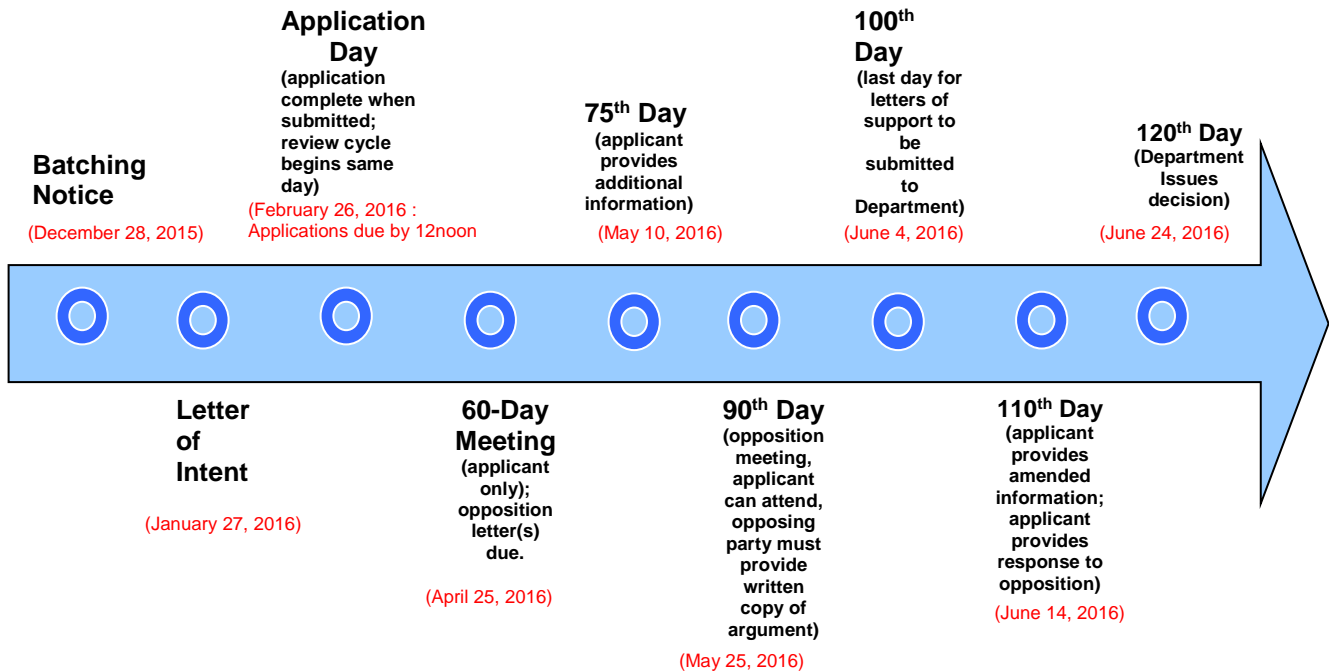 Batching
Notice
(December 28, 2015)
Letter
of
Intent
(January 27, 2016)
Application
Day
(application
complete when
submitted;
review cycle
begins same
day)
(February 26, 2016 :
Applications due by 12noon
60-Day
Meeting
(applicant
only);
opposition
letter(s)
due.
(April 25, 2016)
75th Day
(applicant
provides
additional
information)
(May 10, 2016)
90th Day
(opposition
meeting,
applicant
can attend,
opposing
party must
provide
written
copy of
argument)
(May 25, 2016)
100th
Day
(last day for
letters of
support to
be
submitted
to
Department)
(June 4, 2016)
110th Day
(applicant
provides
amended
information;
applicant
provides
response to
opposition)
(June 14, 2016)
120th Day
(Department
Issues
decision)
(June 24, 2016)